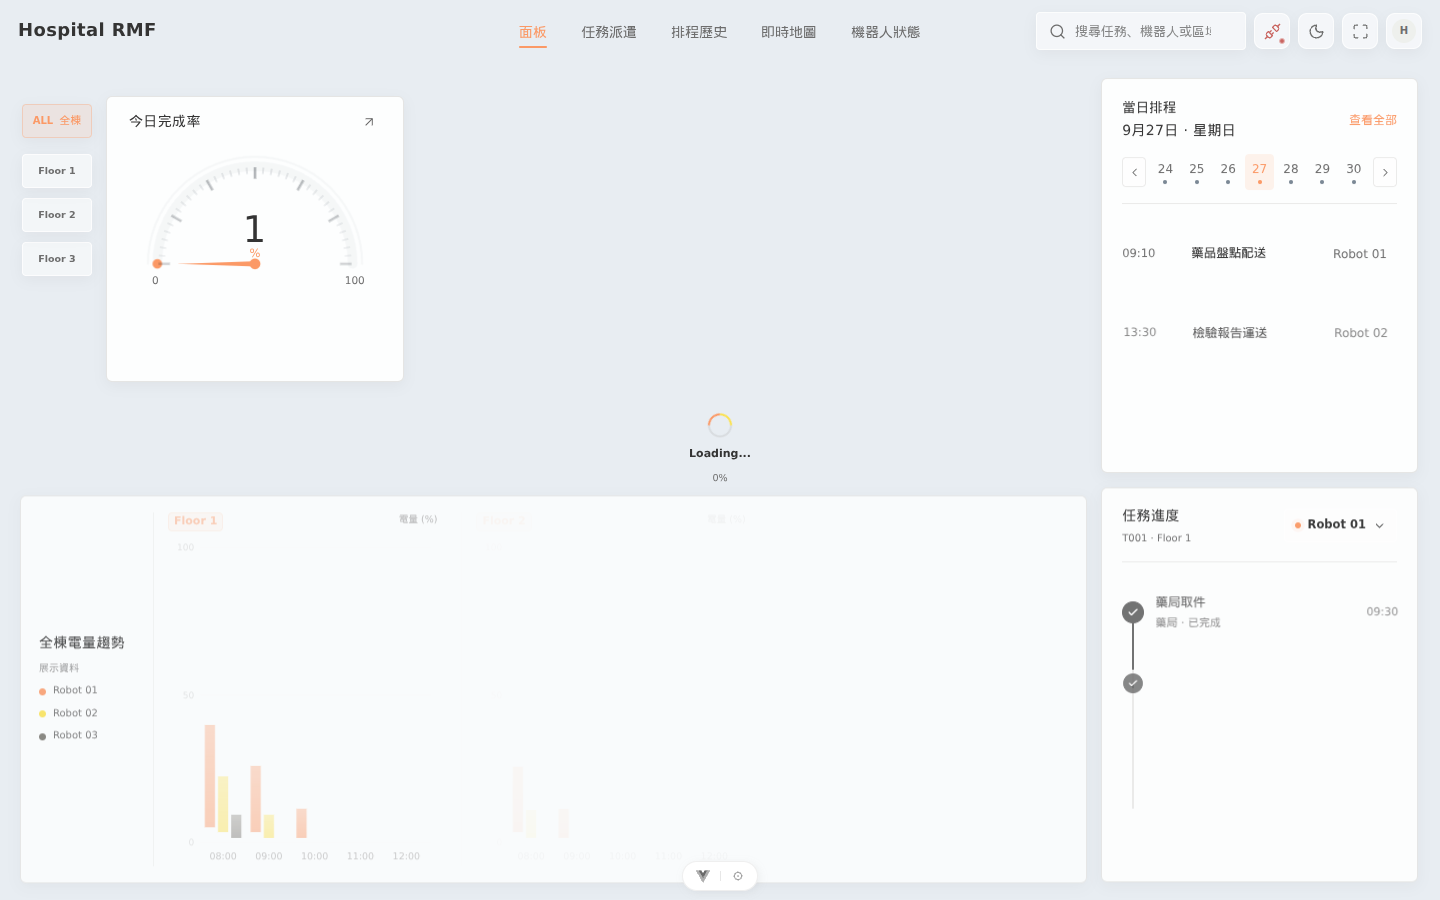 Hospital RMF
面板
任務派遣
排程歷史
即時地圖
機器人狀態
搜尋任務、機器人或區
H
ALL 全棟
Floor 1
Floor 2
Floor 3
今日完成率
1
%
0
100
當日排程
9月27日 · 星期日
查看全部
24 25 26 27 28 29 30
09:10 藥品盤點配送 Robot 01
13:30 檢驗報告運送 Robot 02
Loading...
0%
全棟電量趨勢
展示資料
Robot 01
Robot 02
Robot 03
Floor 1
電量 (%)
100
50
0
08:00 09:00 10:00 11:00 12:00
任務進度
T001 · Floor 1
Robot 01
藥局取件
藥局 · 已完成
09:30